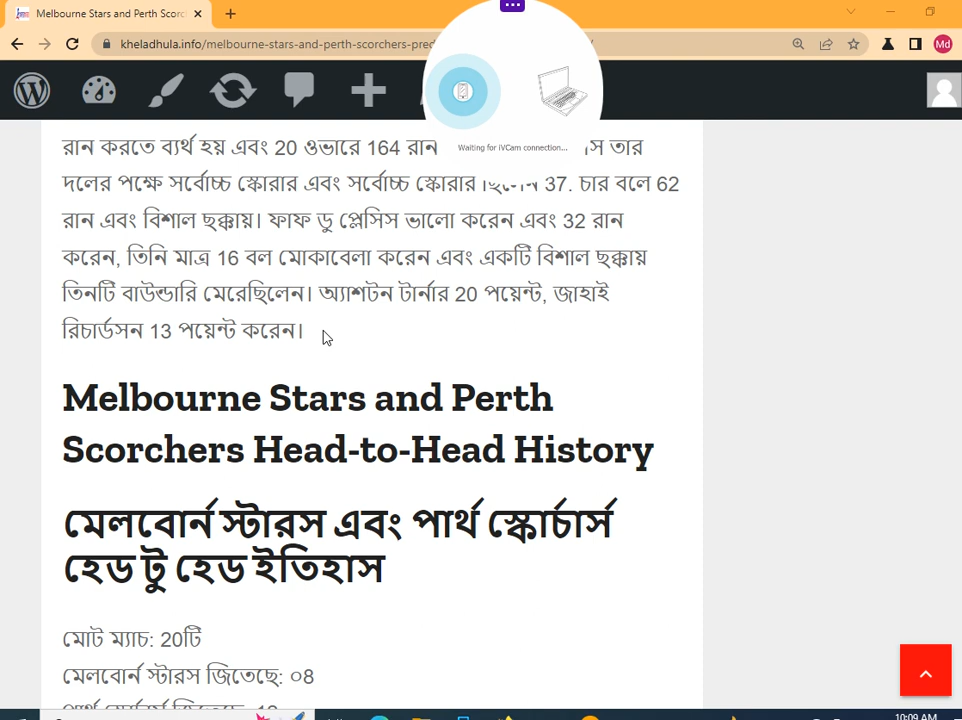 Melbourne Stars and Perth Scorc
Md
kheladhula.info/melbourne-stars-and-perth-scorchers-pred
Waiting for iVCam connection...
রান করতে ব্যর্থ হয় এবং 20 ওভারে 164 রান তার
দলের পক্ষে সর্বোচ্চ স্কোরার এবং সর্বোচ্চ স্কোরার ছিলেন 37. চার বলে 62
রান এবং বিশাল ছক্কায়। ফাফ ডু প্লেসিস ভালো করেন এবং 32 রান
করেন, তিনি মাত্র 16 বল মোকাবেলা করেন এবং একটি বিশাল ছক্কায়
তিনটি বাউন্ডারি মেরেছিলেন। অ্যাশটন টার্নার 20 পয়েন্ট, জাহাই
রিচার্ডসন 13 পয়েন্ট করেন।
Melbourne Stars and Perth
Scorchers Head-to-Head History
মেলবোর্ন স্টারস এবং পার্থ স্কোর্চার্স
হেড টু হেড ইতিহাস
মোট ম্যাচ: 20টি
মেলবোর্ন স্টারস জিতেছে: ০8
10:09 AM